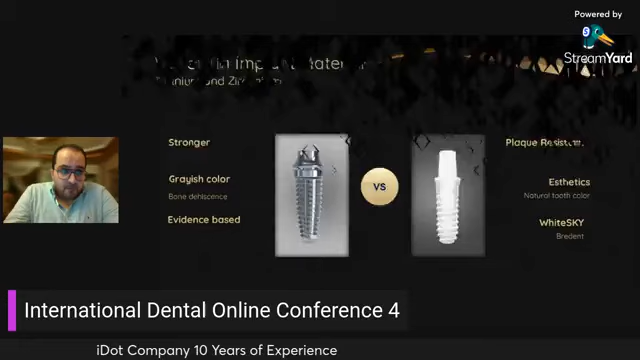 Powered by
StreamYard
Stronger
Grayish color
Bone dehiscence
Evidence based
VS
Plaque
Esthetics
Natural tooth color
WhiteSKY
Bredent
International Dental Online Conference 4
iDot Company 10 Years of Experience